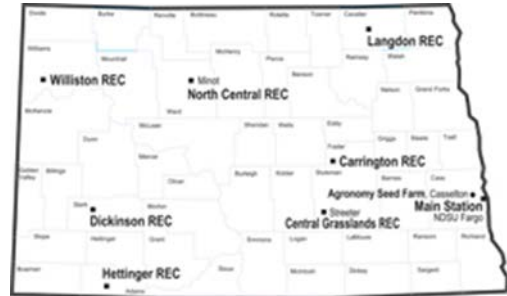 Divide
Burke
Renville
Bottineau
Rolette
Towner
Cavalier
Pembina
Langdon REC
Williams
Mountrail
McHenry
Pierce
Ramsey
Walsh
Benson
Williston REC
Minot
North Central REC
Nelson
Grand Forks
McKenzie
Ward
McLean
Sheridan
Wells
Eddy
Foster
Griggs
Steele
Traill
Dunn
Mercer
Carrington REC
Golden Valley
Billings
Oliver
Burleigh
Kidder
Stutsman
Barnes
Cass
Agronomy Seed Farm, Casselton
Main Station
NDSU Fargo
Stark
Morton
Dickinson REC
Streeter
Central Grasslands REC
Slope
Hettinger
Grant
Emmons
Logan
LaMoure
Ransom
Richland
Bowman
Hettinger REC
Adams
Sioux
McIntosh
Dickey
Sargent